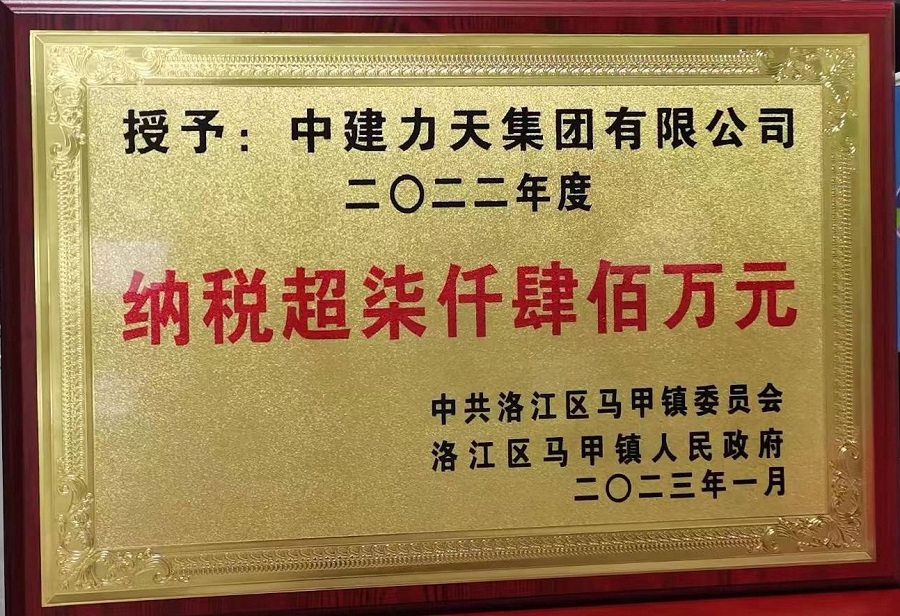 授予：中建力天集团有限公司
二〇二二年度
纳税超柒仟肆佰万元
中共洛江区马甲镇委员会
洛江区马甲镇人民政府
二〇二三年一月